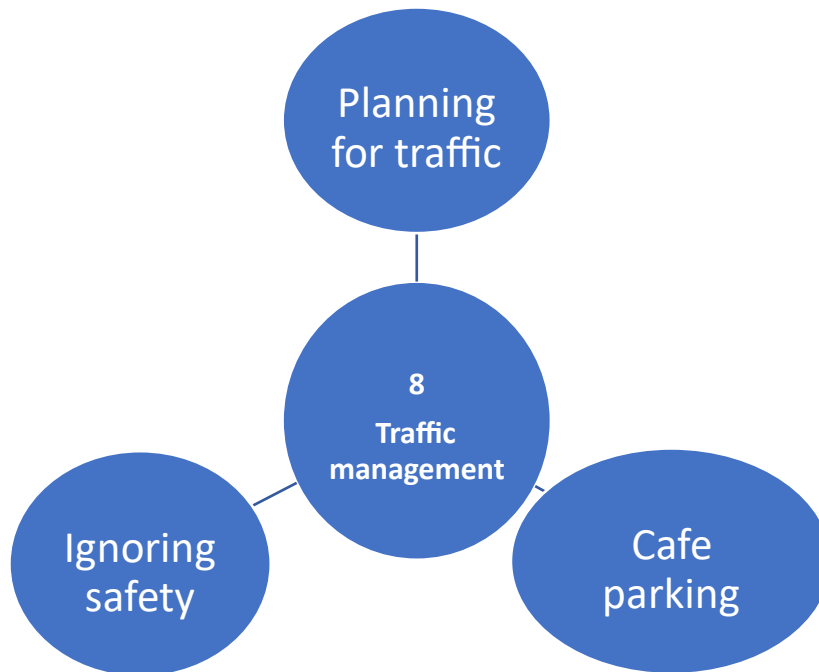 Planning
for traffic
8
Traffic
management
Ignoring
safety
Cafe
parking